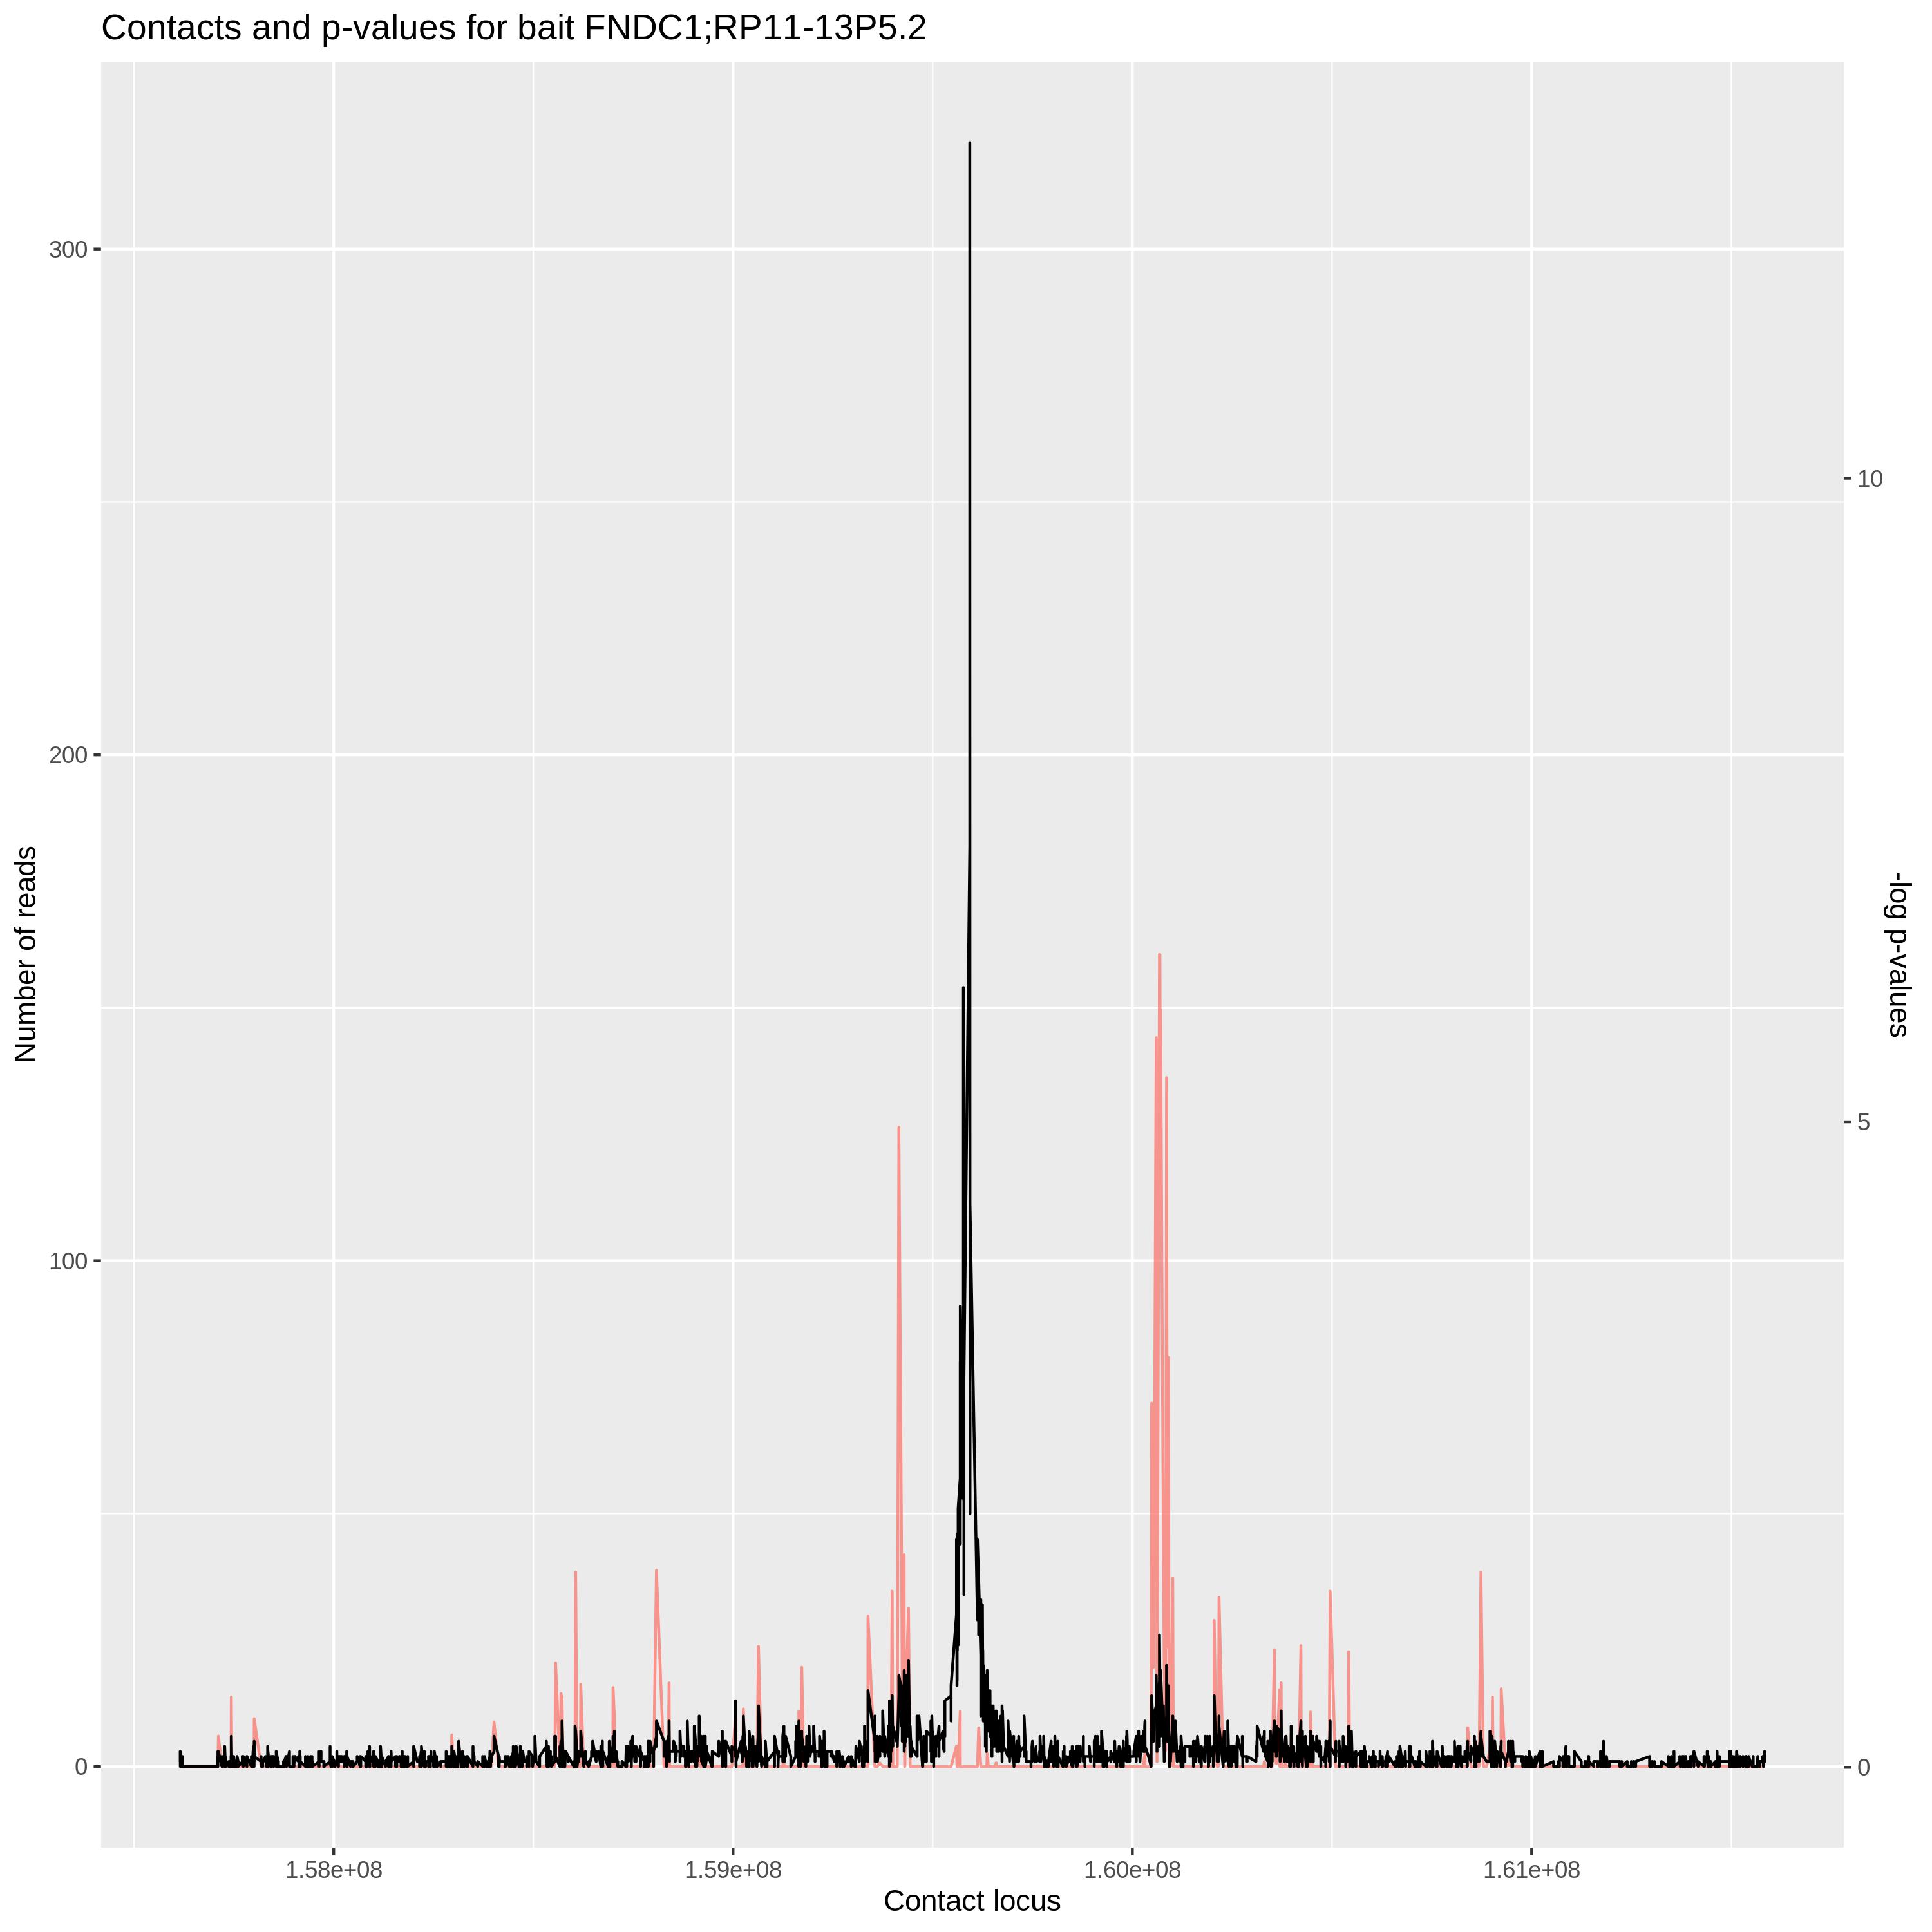 Contacts and p-values for bait FNDC1;RP11-13P5.2
300
200
100
0
Number of reads
10
5
0
-log p-values
1.58e+08
1.59e+08
1.60e+08
1.61e+08
Contact locus